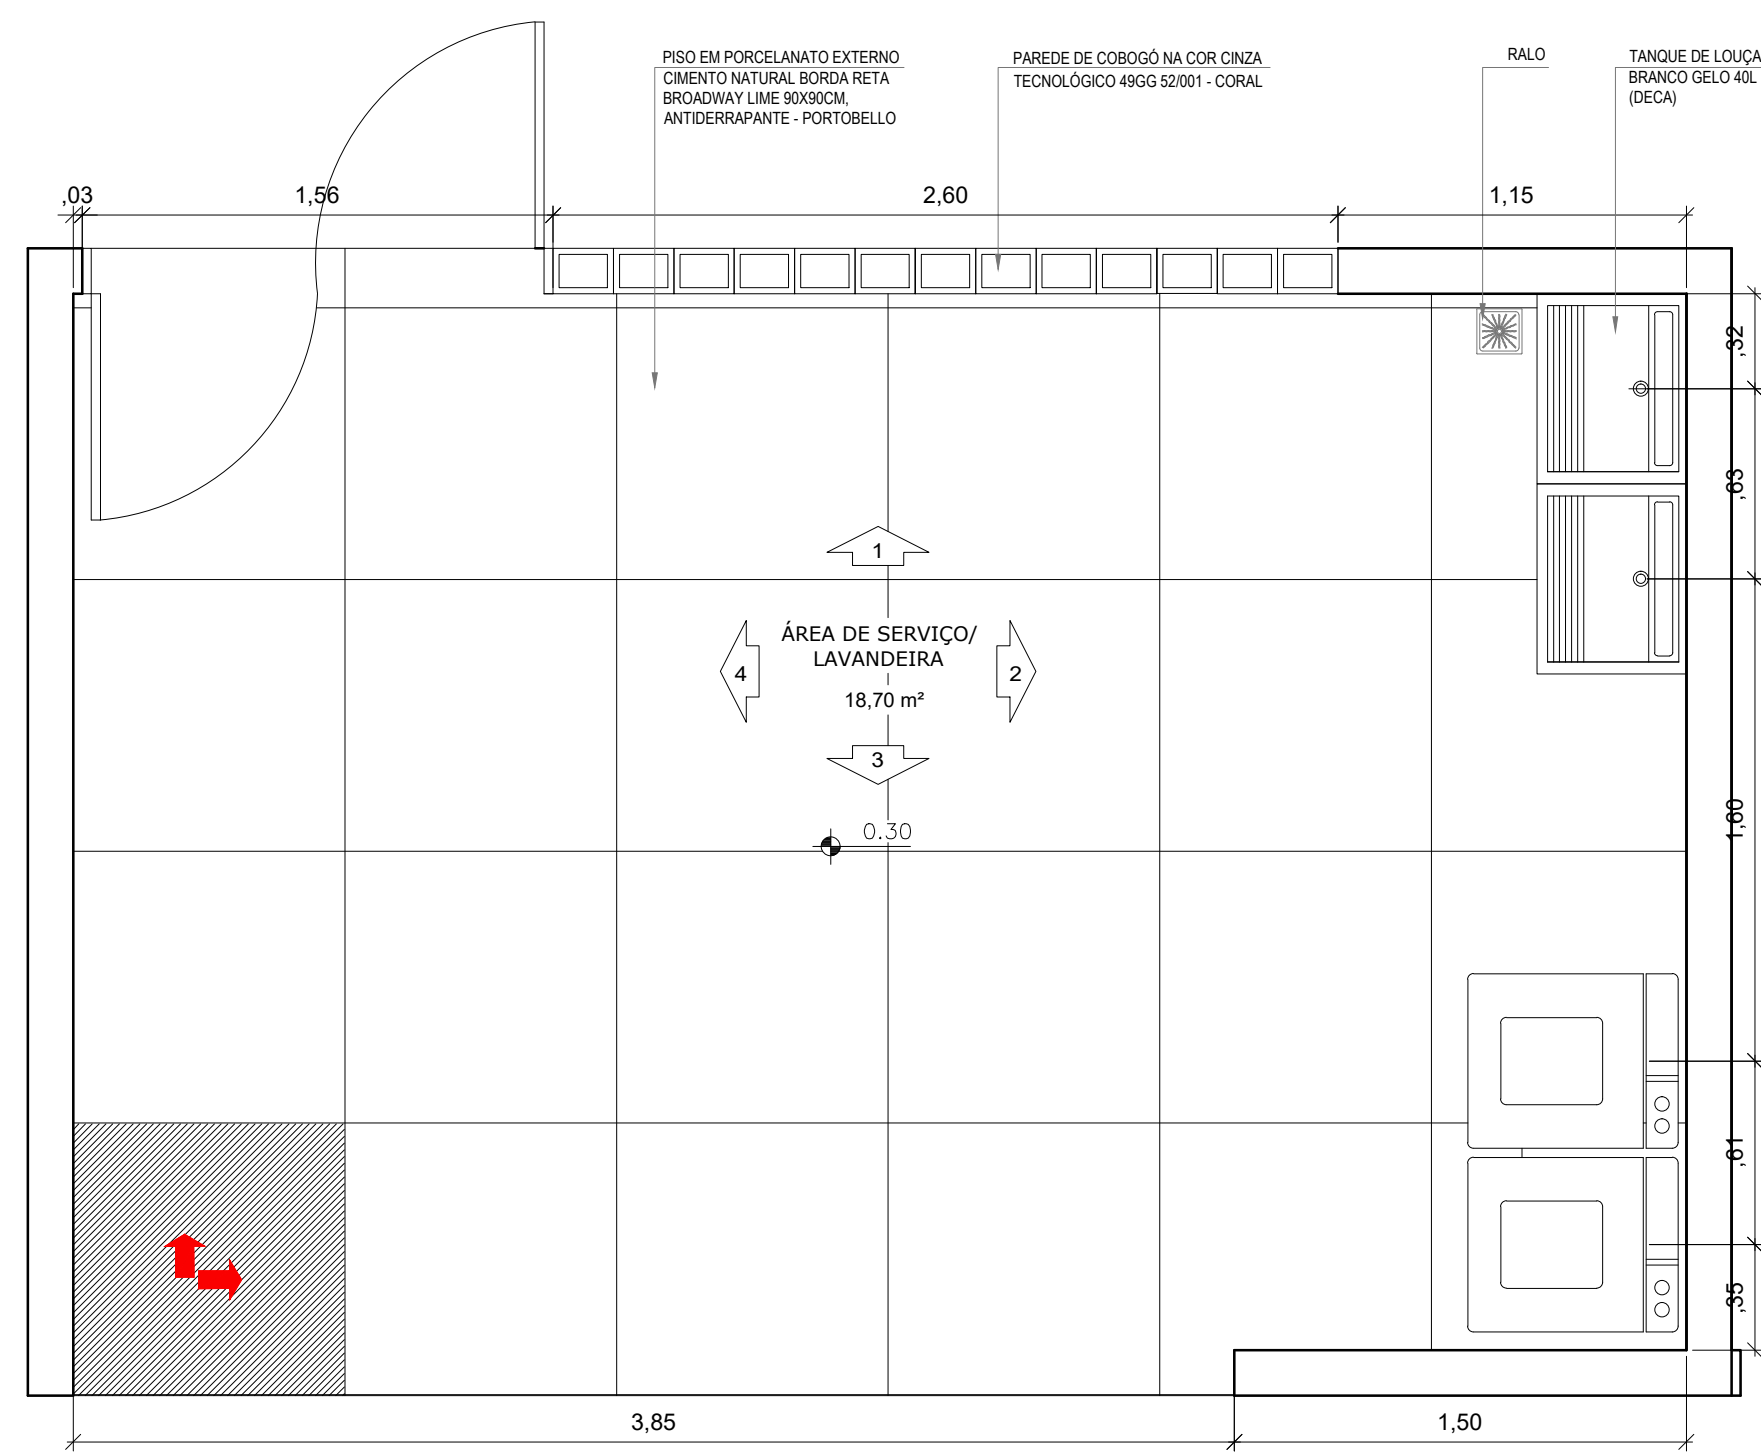 PISO EM PORCELANATO EXTERNO
CIMENTO NATURAL BORDA RETA
BROADWAY LIME 90X90CM,
ANTIDERRAPANTE - PORTOBELLO
PAREDE DE COBOGÓ NA COR CINZA
TECNOLÓGICO 49GG 52/001 - CORAL
RALO
TANQUE DE LOUÇA
BRANCO GELO 40L
(DECA)
,03
1,56
2,60
1,15
,32
,63
1
ÁREA DE SERVIÇO/
LAVANDEIRA
18,70 m²
4
2
3
0.30
1,60
,61
,35
3,85
1,50